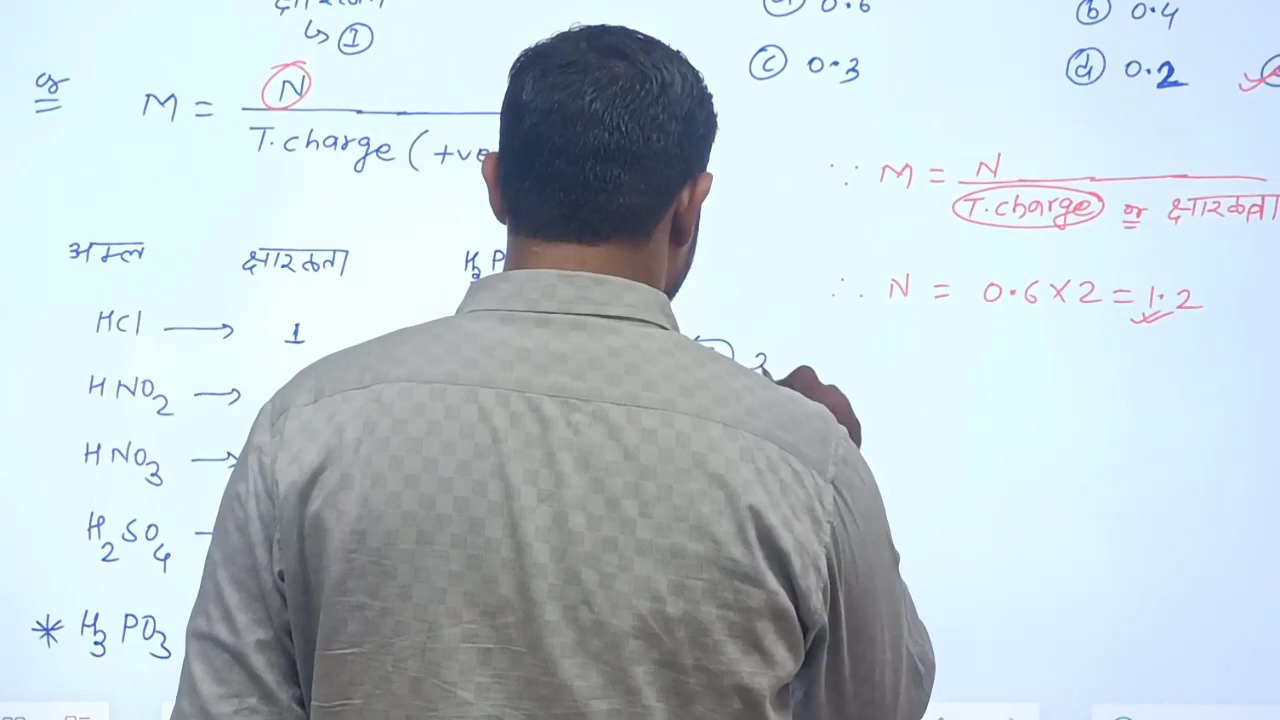 ↳ ①
ⓐ 0.6
ⓑ 0.4
ⓒ 0.3
ⓓ 0.2
or
M = N / T.charge (+ve
∵ M = N / T.charge or क्षारकता
∴ N = 0.6 × 2 = 1.2
अम्ल क्षारकता
HCl → 1
HNO₂ →
HNO₃ →
H₂SO₄ -
* H₃PO₃